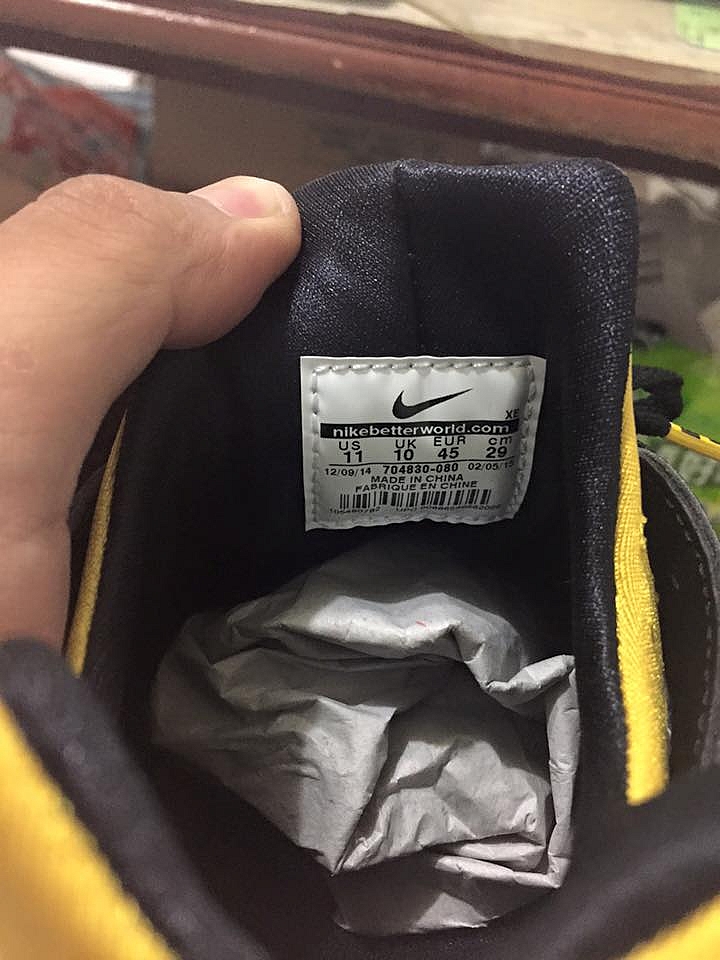 XE
nikebetterworld.com
US UK EUR cm
11 10 45 29
12/09/14 704830-080 02/05/15
MADE IN CHINA
FABRIQUE EN CHINE